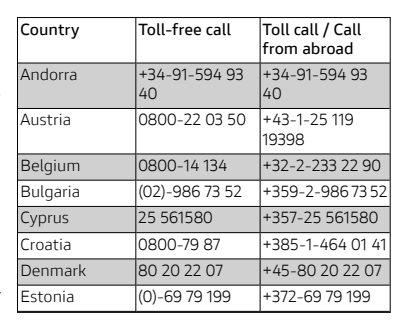 Country Toll-free call Toll call / Call
from abroad
Andorra +34-91-594 93 +34-91-594 93
40 40
Austria 0800-22 03 50 +43-1-25 119
19398
Belgium 0800-14 134 +32-2-233 22 90
Bulgaria (02)-986 73 52 +359-2-986 73 52
Cyprus 25 561580 +357-25 561580
Croatia 0800-79 87 +385-1-464 01 41
Denmark 80 20 22 07 +45-80 20 22 07
Estonia (0)-69 79 199 +372-69 79 199